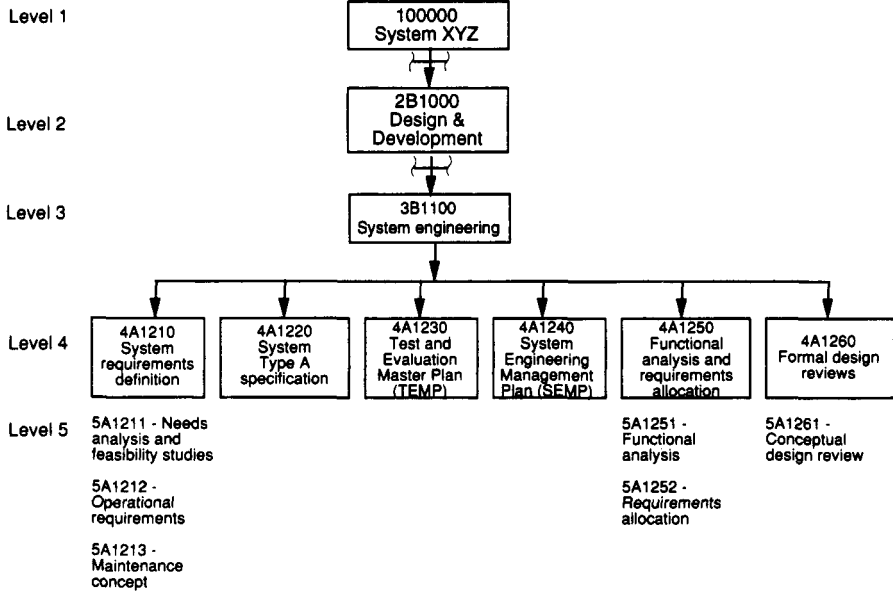 Level 1
100000
System XYZ
Level 2
2B1000
Design &
Development
Level 3
3B1100
System engineering
Level 4
4A1210
System
requirements
definition
4A1220
System
Type A
specification
4A1230
Test and
Evaluation
Master Plan
(TEMP)
4A1240
System
Engineering
Management
Plan (SEMP)
4A1250
Functional
analysis and
requirements
allocation
4A1260
Formal design
reviews
Level 5
5A1211 - Needs
analysis and
feasibility studies
5A1212 -
Operational
requirements
5A1213 -
Maintenance
concept
5A1251 -
Functional
analysis
5A1252 -
Requirements
allocation
5A1261 -
Conceptual
design review